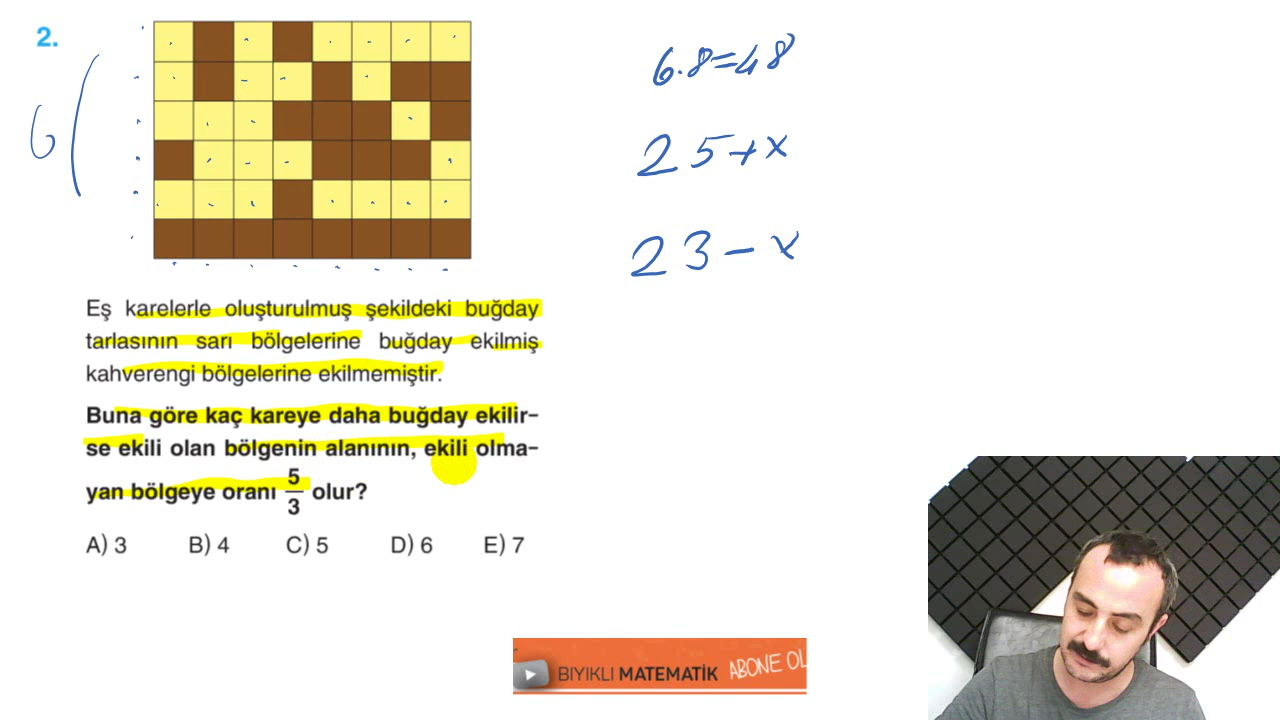 2.
6
6.8=48
25+x
23-x
Eş karelerle oluşturulmuş şekildeki buğday
tarlasının sarı bölgelerine buğday ekilmiş
kahverengi bölgelerine ekilmemiştir.
Buna göre kaç kareye daha buğday ekilir-
se ekili olan bölgenin alanının, ekili olma-
yan bölgeye oranı 5/3 olur?
A) 3 B) 4 C) 5 D) 6 E) 7
BIYIKLI MATEMATİK ABONE OL